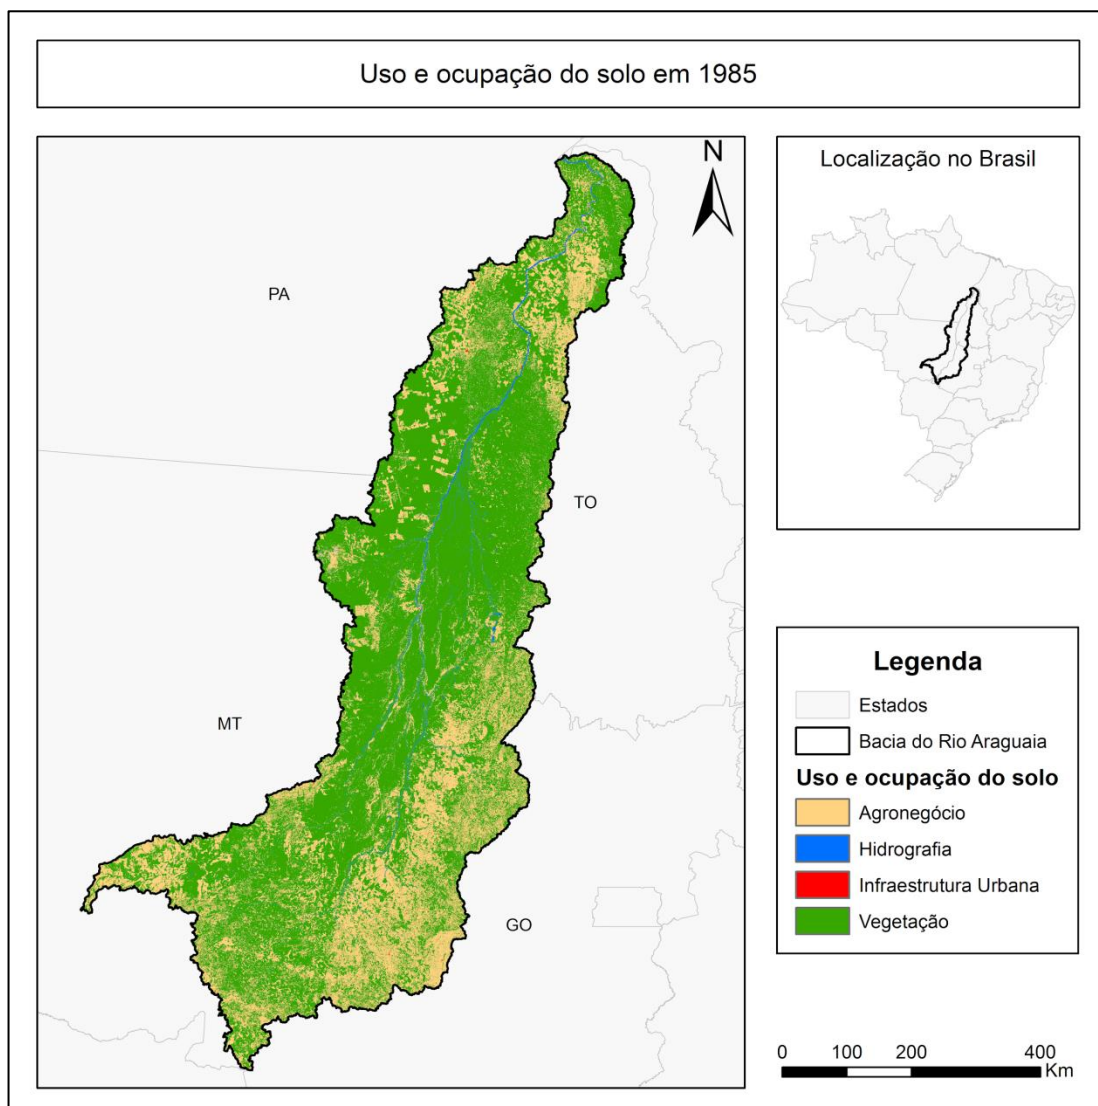 Uso e ocupação do solo em 1985
N
PA
TO
MT
GO
Localização no Brasil
Legenda
Estados
Bacia do Rio Araguaia
Uso e ocupação do solo
Agronegócio
Hidrografia
Infraestrutura Urbana
Vegetação
0 100 200 400
Km